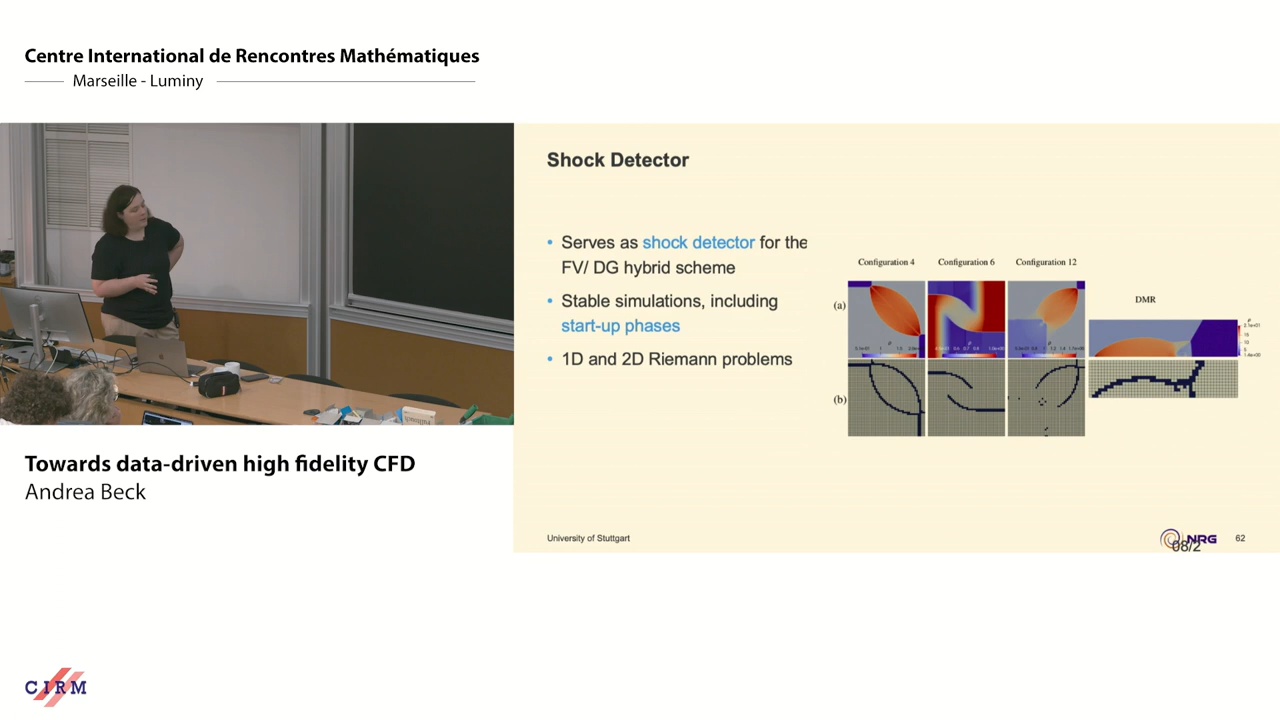 Centre International de Rencontres Mathématiques
Marseille - Luminy
Shock Detector
• Serves as shock detector for the
FV/ DG hybrid scheme
• Stable simulations, including
start-up phases
• 1D and 2D Riemann problems
Configuration 4 Configuration 6 Configuration 12
DMR
(a)
(b)
University of Stuttgart
NRG
08/2
62
Towards data-driven high fidelity CFD
Andrea Beck
CIRM